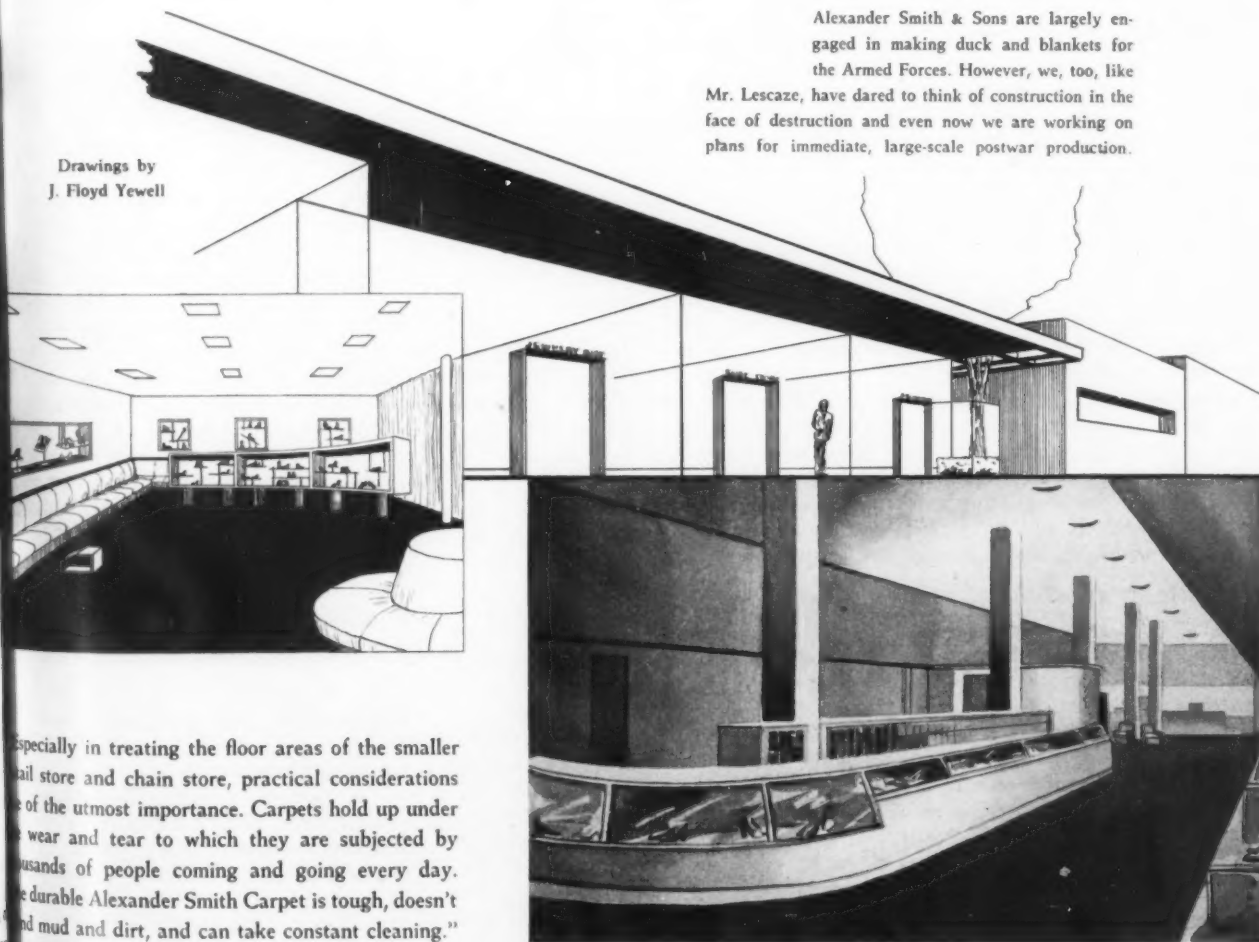 Alexander Smith & Sons are largely en-
gaged in making duck and blankets for
the Armed Forces. However, we, too, like
Mr. Lescaze, have dared to think of construction in the
face of destruction and even now we are working on
plans for immediate, large-scale postwar production.
Drawings by
J. Floyd Yewell
specially in treating the floor areas of the smaller
ail store and chain store, practical considerations
e of the utmost importance. Carpets hold up under
wear and tear to which they are subjected by
usands of people coming and going every day.
e durable Alexander Smith Carpet is tough, doesn't
nd mud and dirt, and can take constant cleaning."